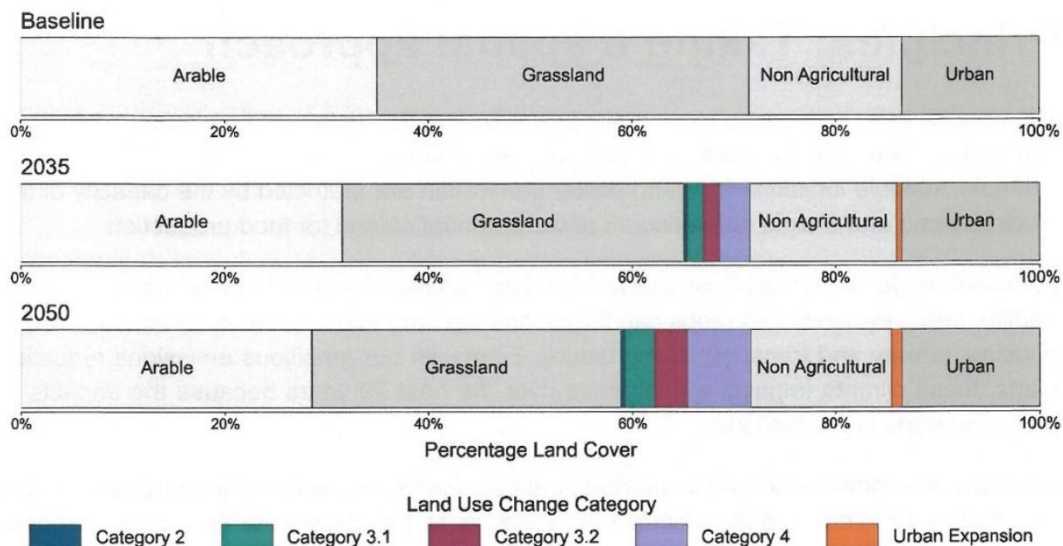 Baseline
Arable Grassland Non Agricultural Urban
0% 20% 40% 60% 80% 100%
2035
Arable Grassland Non Agricultural Urban
0% 20% 40% 60% 80% 100%
2050
Arable Grassland Non Agricultural Urban
0% 20% 40% 60% 80% 100%
Percentage Land Cover
Land Use Change Category
Category 2 Category 3.1 Category 3.2 Category 4 Urban Expansion